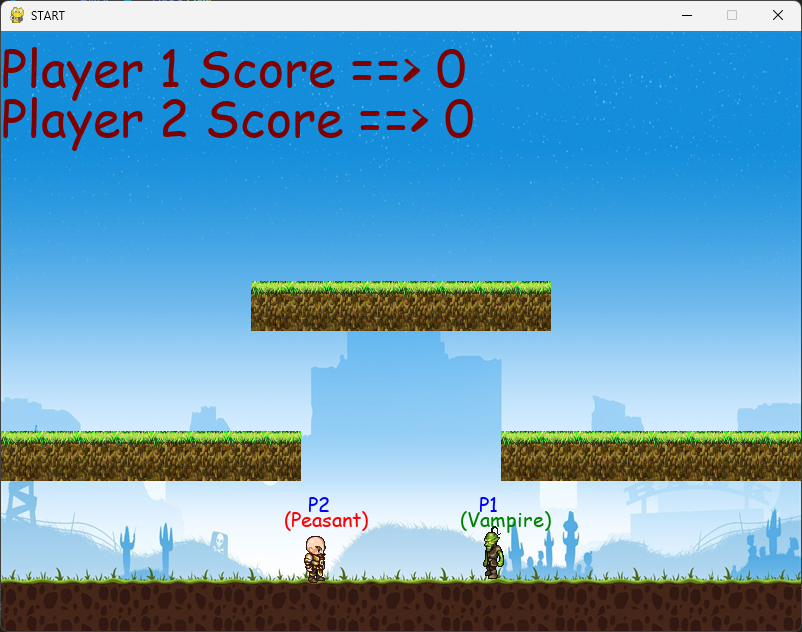 START
Player 1 Score ==> 0
Player 2 Score ==> 0
P2
(Peasant)
P1
(Vampire)